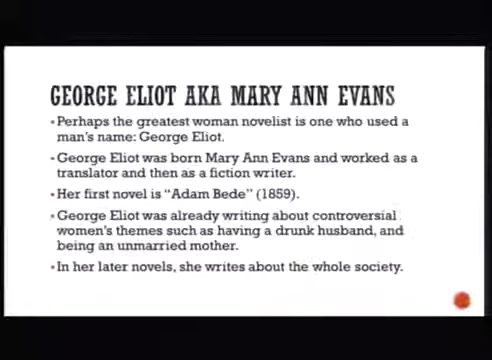 GEORGE ELIOT AKA MARY ANN EVANS
Perhaps the greatest woman novelist is one who used a
man's name: George Eliot.
George Eliot was born Mary Ann Evans and worked as a
translator and then as a fiction writer.
Her first novel is "Adam Bede" (1859).
George Eliot was already writing about controversial
women's themes such as having a drunk husband, and
being an unmarried mother.
In her later novels, she writes about the whole society.